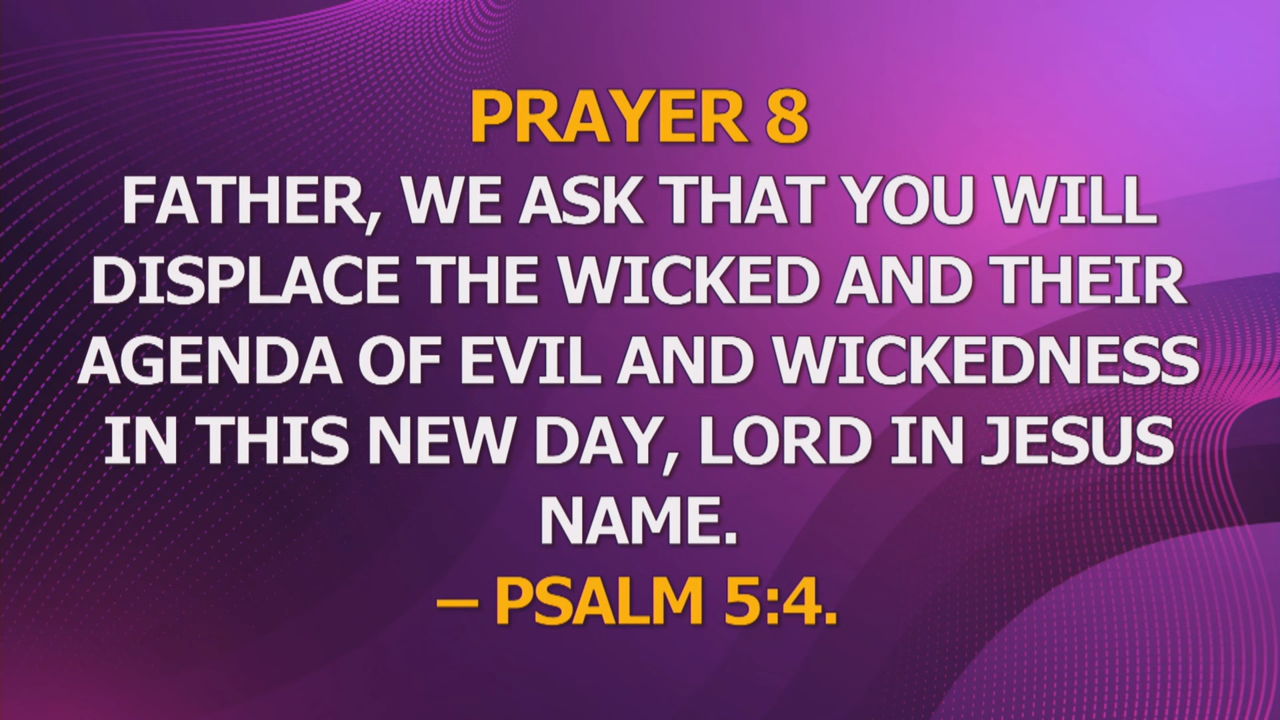 PRAYER 8
FATHER, WE ASK THAT YOU WILL
DISPLACE THE WICKED AND THEIR
AGENDA OF EVIL AND WICKEDNESS
IN THIS NEW DAY, LORD IN JESUS
NAME.
– PSALM 5:4.